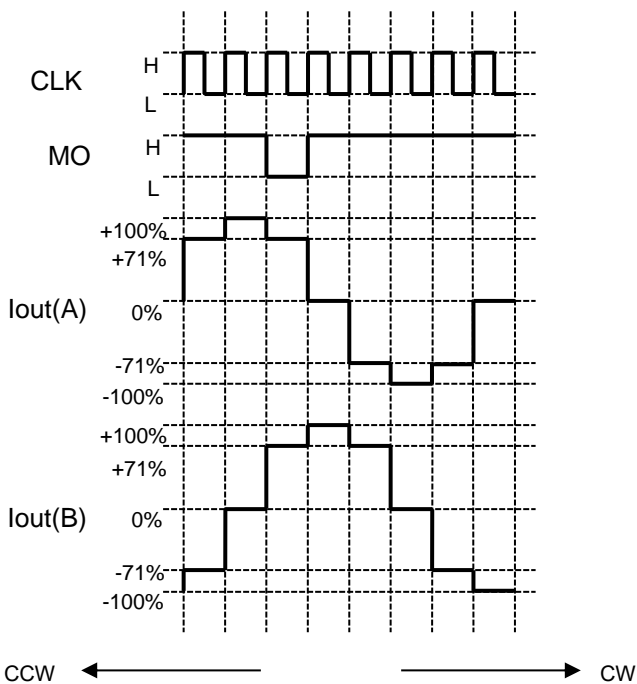 CLK
H
L
MO
H
L
Iout(A)
+100%
+71%
0%
-71%
-100%
Iout(B)
+100%
+71%
0%
-71%
-100%
CCW
CW